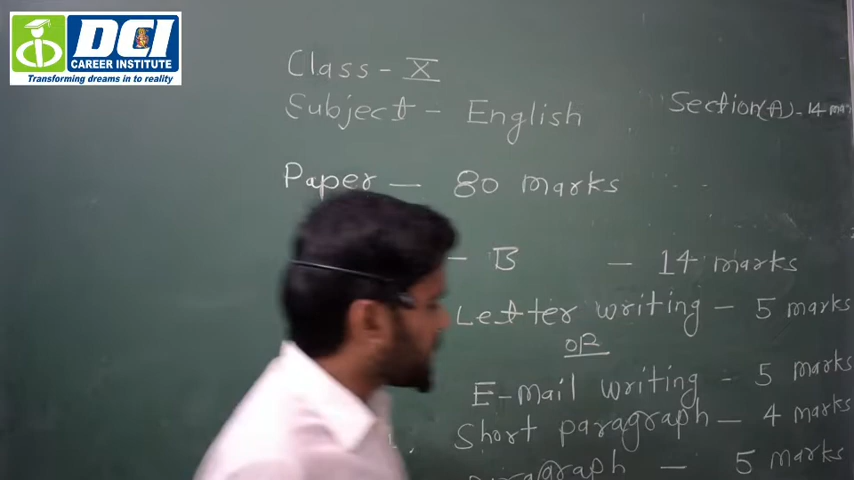 DCI
CAREER INSTITUTE
Transforming dreams in to reality
Class - X
Subject - English
Section(A) - 14
Paper — 80 marks
- B - 14 marks
Letter writing - 5 marks
OR
E-mail writing - 5 marks
Short paragraph - 4 marks
paragraph - 5 marks